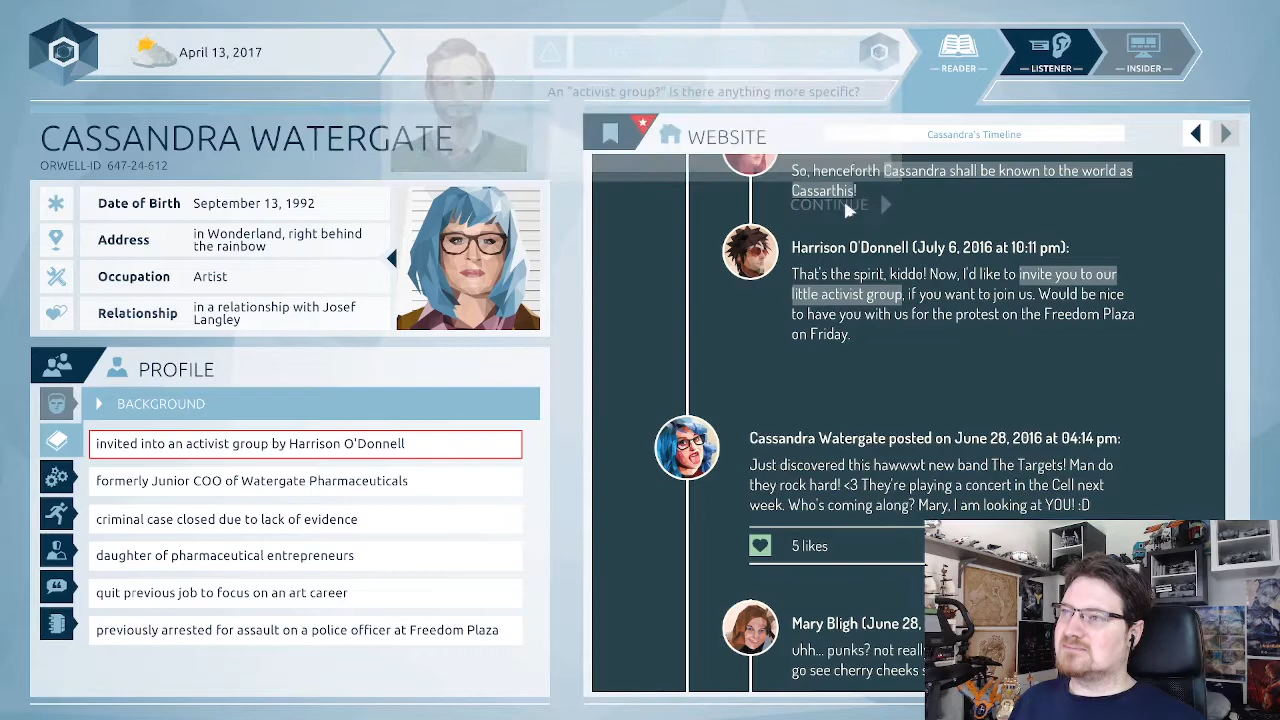 April 13, 2017
READER
LISTENER
INSIDER
An "activist group?" Is there anything more specific?
CONTINUE
CASSANDRA WATERGATE
ORWELL-ID 647-24-612
Date of Birth September 13, 1992
Address in Wonderland, right behind
the rainbow
Occupation Artist
Relationship in a relationship with Josef
Langley
PROFILE
BACKGROUND
invited into an activist group by Harrison O'Donnell
formerly Junior COO of Watergate Pharmaceuticals
criminal case closed due to lack of evidence
daughter of pharmaceutical entrepreneurs
quit previous job to focus on an art career
previously arrested for assault on a police officer at Freedom Plaza
WEBSITE
Cassandra's Timeline
So, henceforth Cassandra shall be known to the world as
Cassarthis!
Harrison O'Donnell (July 6, 2016 at 10:11 pm):
That's the spirit, kiddo! Now, I'd like to invite you to our
little activist group, if you want to join us. Would be nice
to have you with us for the protest on the Freedom Plaza
on Friday.
Cassandra Watergate posted on June 28, 2016 at 04:14 pm:
Just discovered this hawwwt new band The Targets! Man do
they rock hard! <3 They're playing a concert in the Cell next
week. Who's coming along? Mary, I am looking at YOU! :D
5 likes
Mary Bligh (June 28,
uhh... punks? not really
go see cherry cheeks